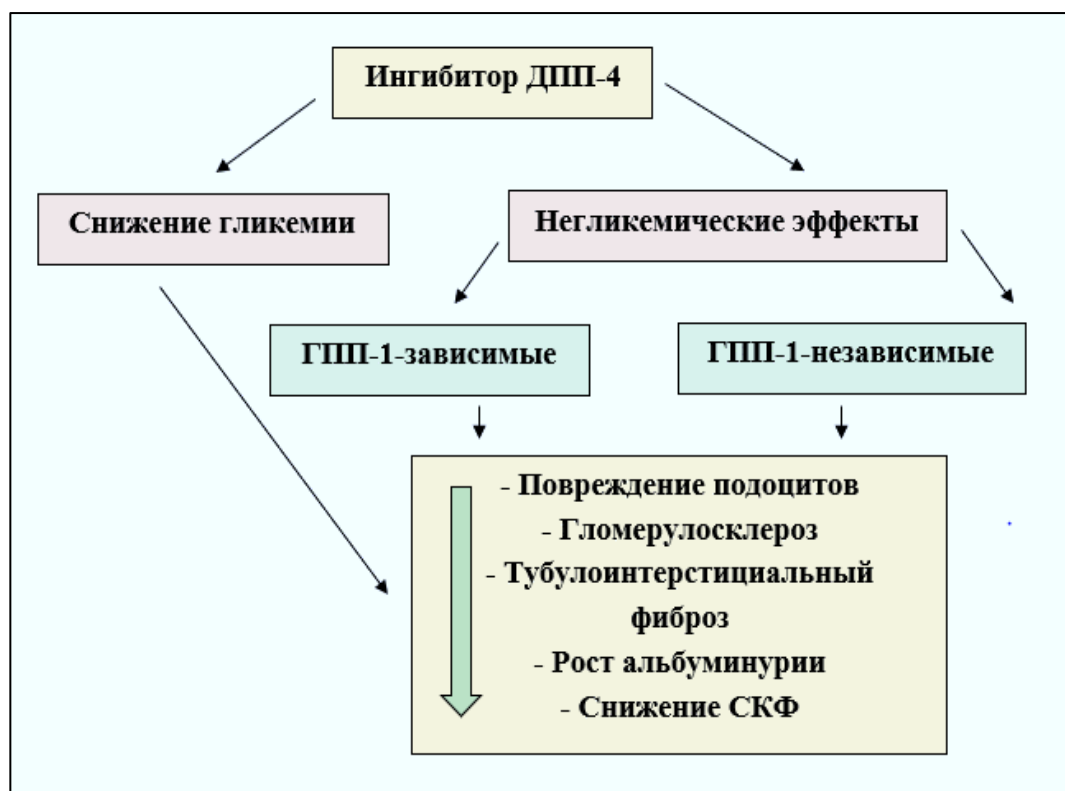 Ингибитор ДПП-4
Снижение гликемии
Негликемические эффекты
ГПП-1-зависимые
ГПП-1-независимые
- Повреждение подоцитов
- Гломерулосклероз
- Тубулоинтерстициальный
фиброз
- Рост альбуминурии
- Снижение СКФ